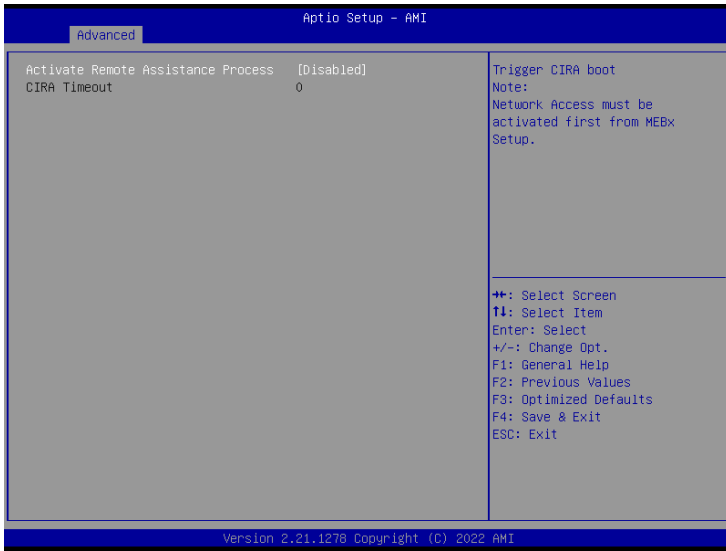 Aptio Setup – AMI
Advanced
Activate Remote Assistance Process [Disabled]
CIRA Timeout 0
Trigger CIRA boot
Note:
Network Access must be
activated first from MEBx
Setup.
→←: Select Screen
↑↓: Select Item
Enter: Select
+/-: Change Opt.
F1: General Help
F2: Previous Values
F3: Optimized Defaults
F4: Save & Exit
ESC: Exit
Version 2.21.1278 Copyright (C) 2022 AMI